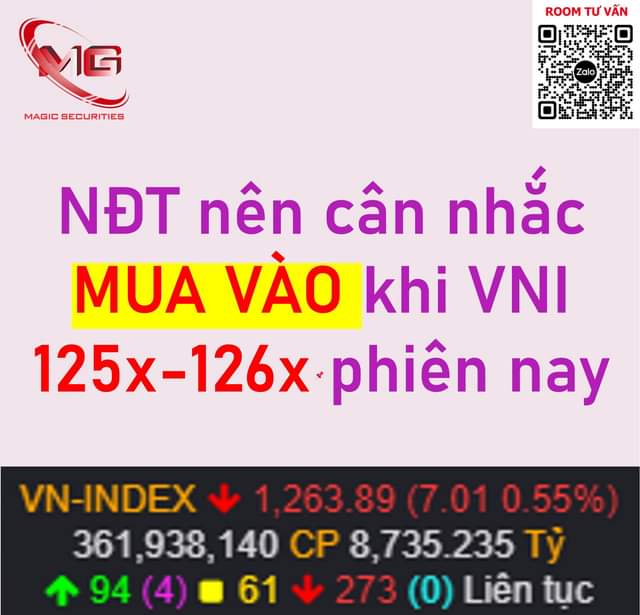 MG
MAGIC SECURITIES
ROOM TƯ VẤN
Zalo
NĐT nên cân nhắc
MUA VÀO khi VNI
125x-126x phiên nay
VN-INDEX 1,263.89 (7.01 0.55%)
361,938,140 CP 8,735.235 Tỷ
94 (4) 61 273 (0) Liên tục